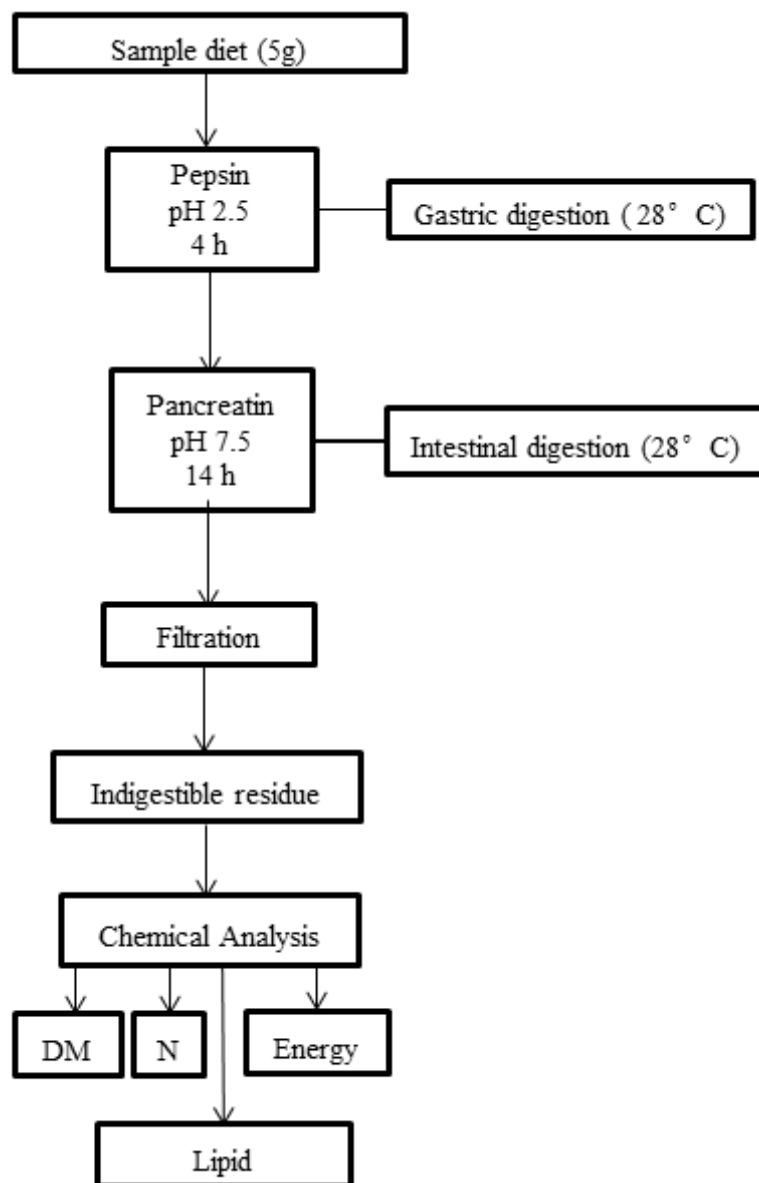 Sample diet (5g)
Pepsin
pH 2.5
4 h
Gastric digestion ( 28° C)
Pancreatin
pH 7.5
14 h
Intestinal digestion (28° C)
Filtration
Indigestible residue
Chemical Analysis
DM
N
Energy
Lipid